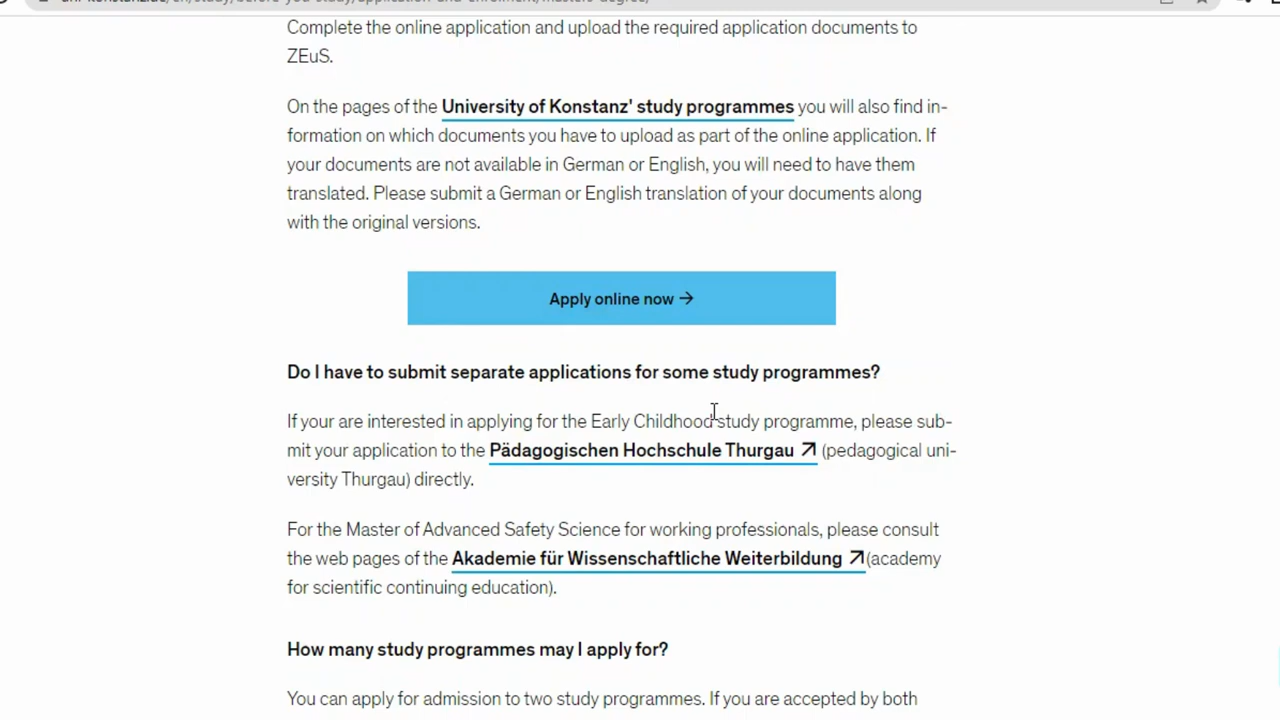 Complete the online application and upload the required application documents to
ZEuS.
On the pages of the University of Konstanz' study programmes you will also find in-
formation on which documents you have to upload as part of the online application. If
your documents are not available in German or English, you will need to have them
translated. Please submit a German or English translation of your documents along
with the original versions.
Apply online now →
Do I have to submit separate applications for some study programmes?
If your are interested in applying for the Early Childhood study programme, please sub-
mit your application to the Pädagogischen Hochschule Thurgau ↗ (pedagogical uni-
versity Thurgau) directly.
For the Master of Advanced Safety Science for working professionals, please consult
the web pages of the Akademie für Wissenschaftliche Weiterbildung ↗(academy
for scientific continuing education).
How many study programmes may I apply for?
You can apply for admission to two study programmes. If you are accepted by both